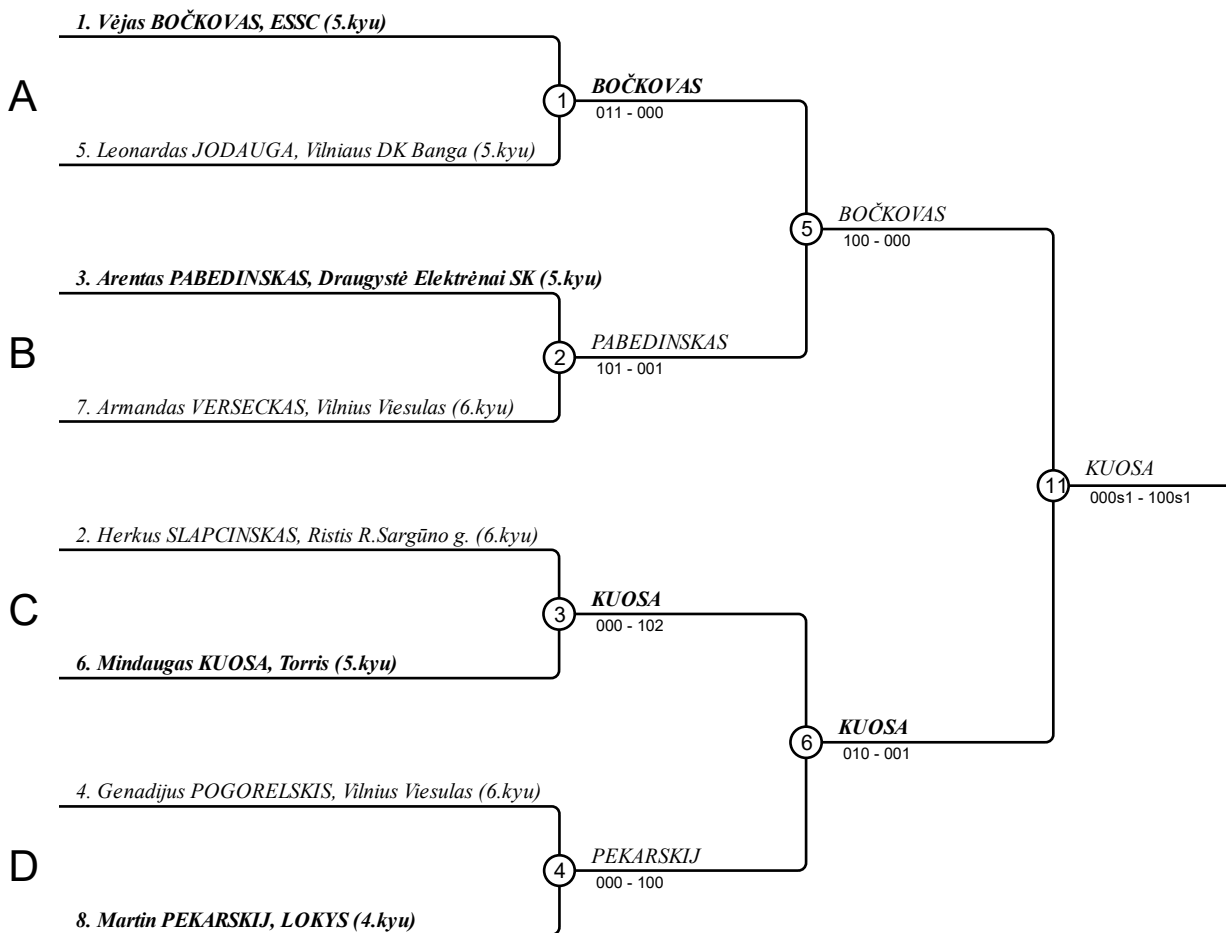 1. Vėjas BOČKOVAS, ESSC (5.kyu)
A
1
BOČKOVAS
011 - 000
5. Leonardas JODAUGA, Vilniaus DK Banga (5.kyu)
5
BOČKOVAS
100 - 000
3. Arentas PABEDINSKAS, Draugystė Elektrėnai SK (5.kyu)
B
2
PABEDINSKAS
101 - 001
7. Armandas VERSECKAS, Vilnius Viesulas (6.kyu)
11
KUOSA
000s1 - 100s1
2. Herkus SLAPCINSKAS, Ristis R.Sargūno g. (6.kyu)
C
3
KUOSA
000 - 102
6. Mindaugas KUOSA, Torris (5.kyu)
6
KUOSA
010 - 001
4. Genadijus POGORELSKIS, Vilnius Viesulas (6.kyu)
D
4
PEKARSKIJ
000 - 100
8. Martin PEKARSKIJ, LOKYS (4.kyu)